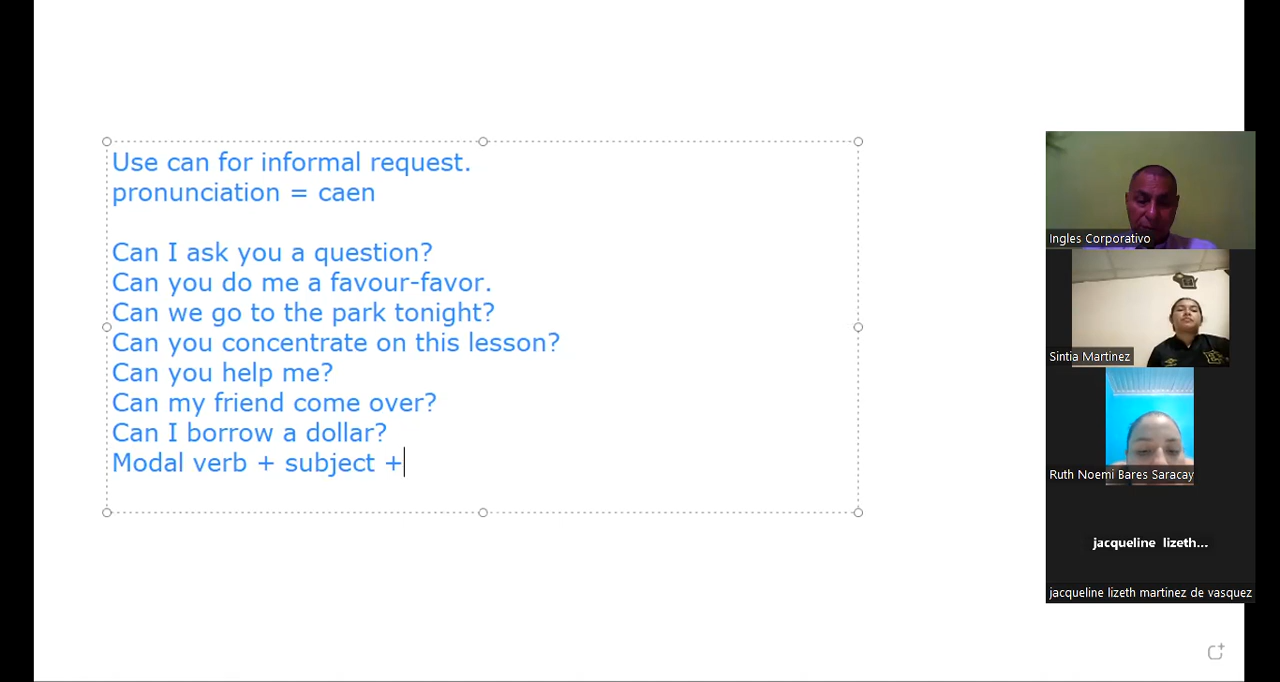 Use can for informal request.
pronunciation = caen
Can I ask you a question?
Can you do me a favour-favor.
Can we go to the park tonight?
Can you concentrate on this lesson?
Can you help me?
Can my friend come over?
Can I borrow a dollar?
Modal verb + subject +
Ingles Corporativo
Sintia Martinez
Ruth Noemi Bares Saracay
jacqueline lizeth...
jacqueline lizeth martinez de vasquez